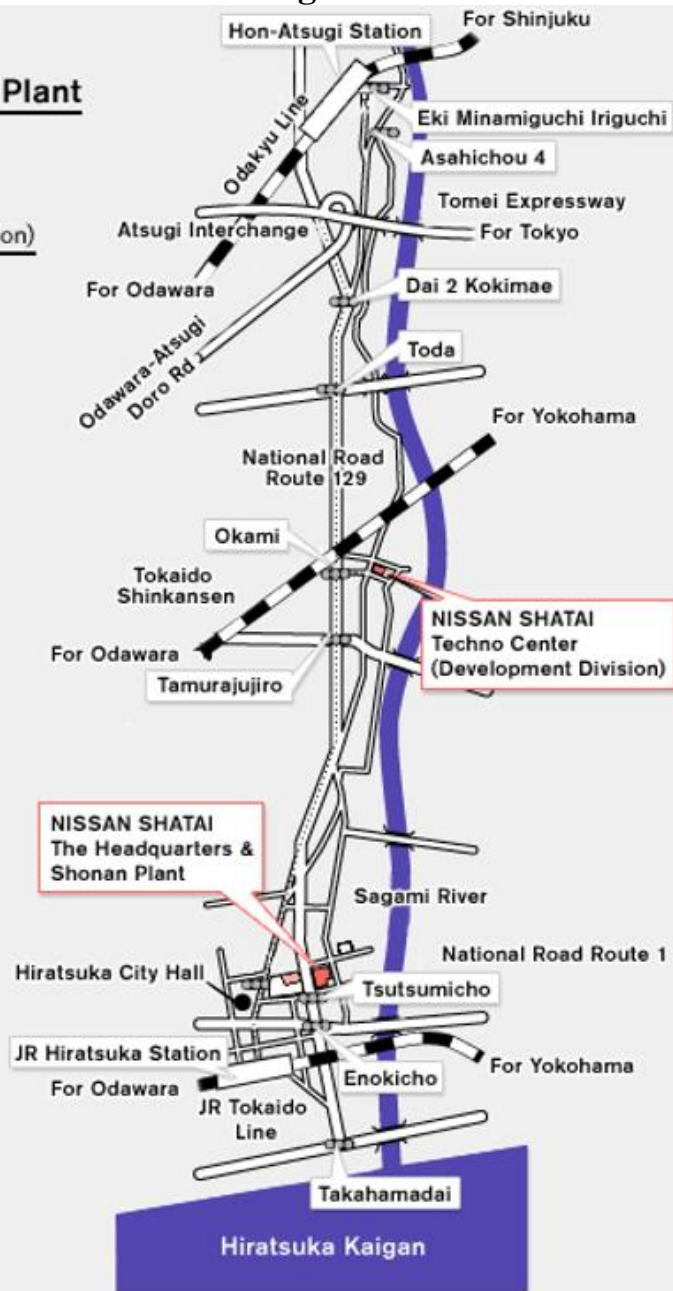 Hon-Atsugi Station
For Shinjuku
Plant
Odakyu Line
Eki Minamiguchi Iriguchi
Asahichou 4
Tomei Expressway
on)
Atsugi Interchange
For Tokyo
For Odawara
Dai 2 Kokimae
Odawara-Atsugi
Doro Rd
Toda
For Yokohama
National Road
Route 129
Okami
Tokaido
Shinkansen
NISSAN SHATAI
Techno Center
(Development Division)
For Odawara
Tamurajujiro
NISSAN SHATAI
The Headquarters &
Shonan Plant
Sagami River
National Road Route 1
Hiratsuka City Hall
Tsutsumicho
JR Hiratsuka Station
Enokicho
For Yokohama
For Odawara
JR Tokaido
Line
Takahamadai
Hiratsuka Kaigan